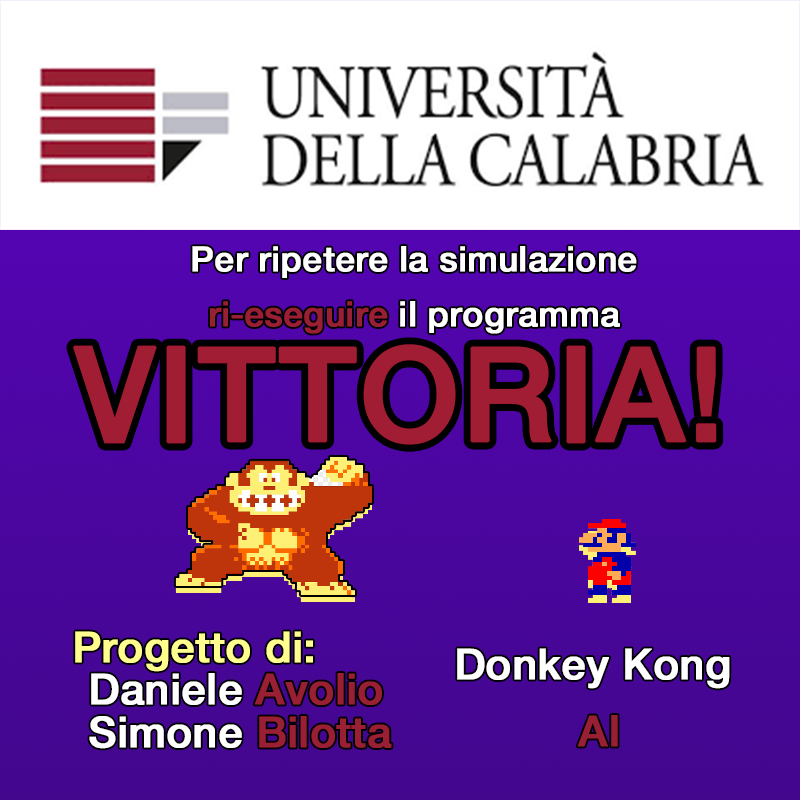 UNIVERSITÀ
DELLA CALABRIA
Per ripetere la simulazione
ri-eseguire il programma
VITTORIA!
Progetto di:
Daniele Avolio
Simone Bilotta
Donkey Kong
AI